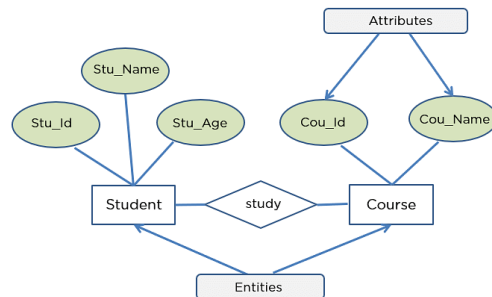 Attributes
Stu_Name
Stu_Id
Stu_Age
Cou_Id
Cou_Name
Student
study
Course
Entities